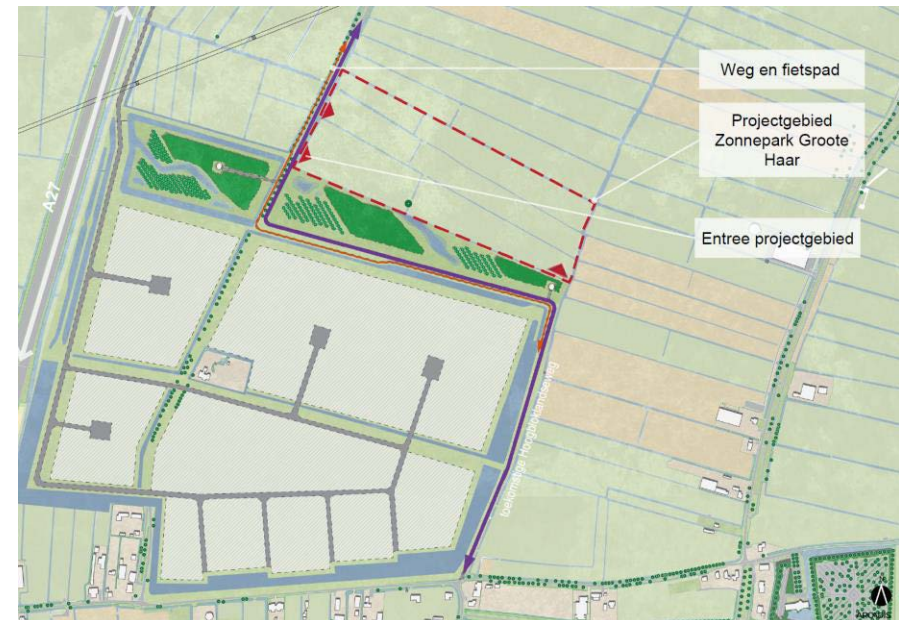 Weg en fietspad
Projectgebied
Zonnepark Groote
Haar
Entree projectgebied
A27